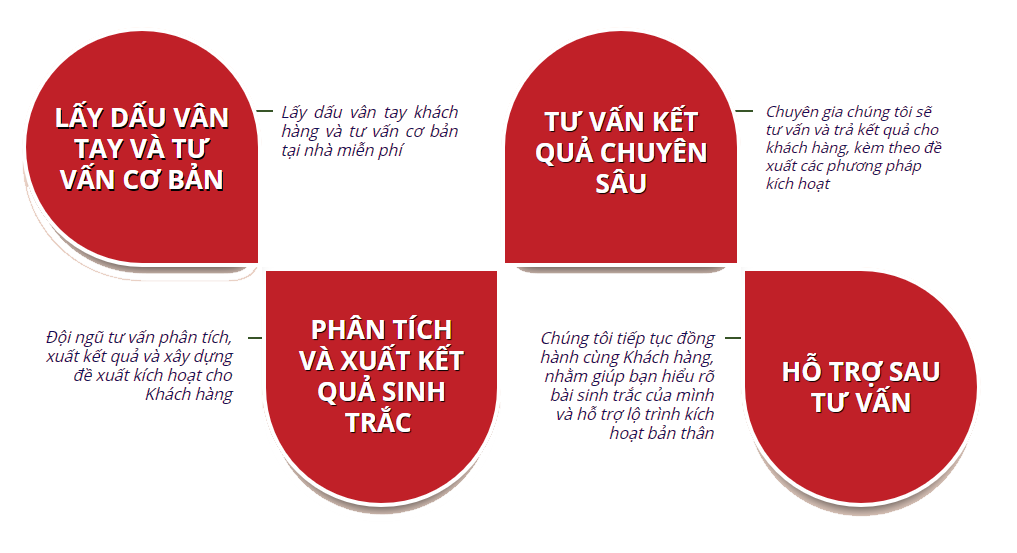 LẤY DẤU VÂN
TAY VÀ TƯ
VẤN CƠ BẢN
Lấy dấu vân tay khách
hàng và tư vấn cơ bản
tại nhà miễn phí
PHÂN TÍCH
VÀ XUẤT KẾT
QUẢ SINH
TRẮC
Đội ngũ tư vấn phân tích,
xuất kết quả và xây dựng
đề xuất kích hoạt cho
Khách hàng
TƯ VẤN KẾT
QUẢ CHUYÊN
SÂU
Chuyên gia chúng tôi sẽ
tư vấn và trả kết quả cho
khách hàng, kèm theo đề
xuất các phương pháp
kích hoạt
HỖ TRỢ SAU
TƯ VẤN
Chúng tôi tiếp tục đồng
hành cùng Khách hàng,
nhằm giúp bạn hiểu rõ
bài sinh trắc của mình
và hỗ trợ lộ trình kích
hoạt bản thân